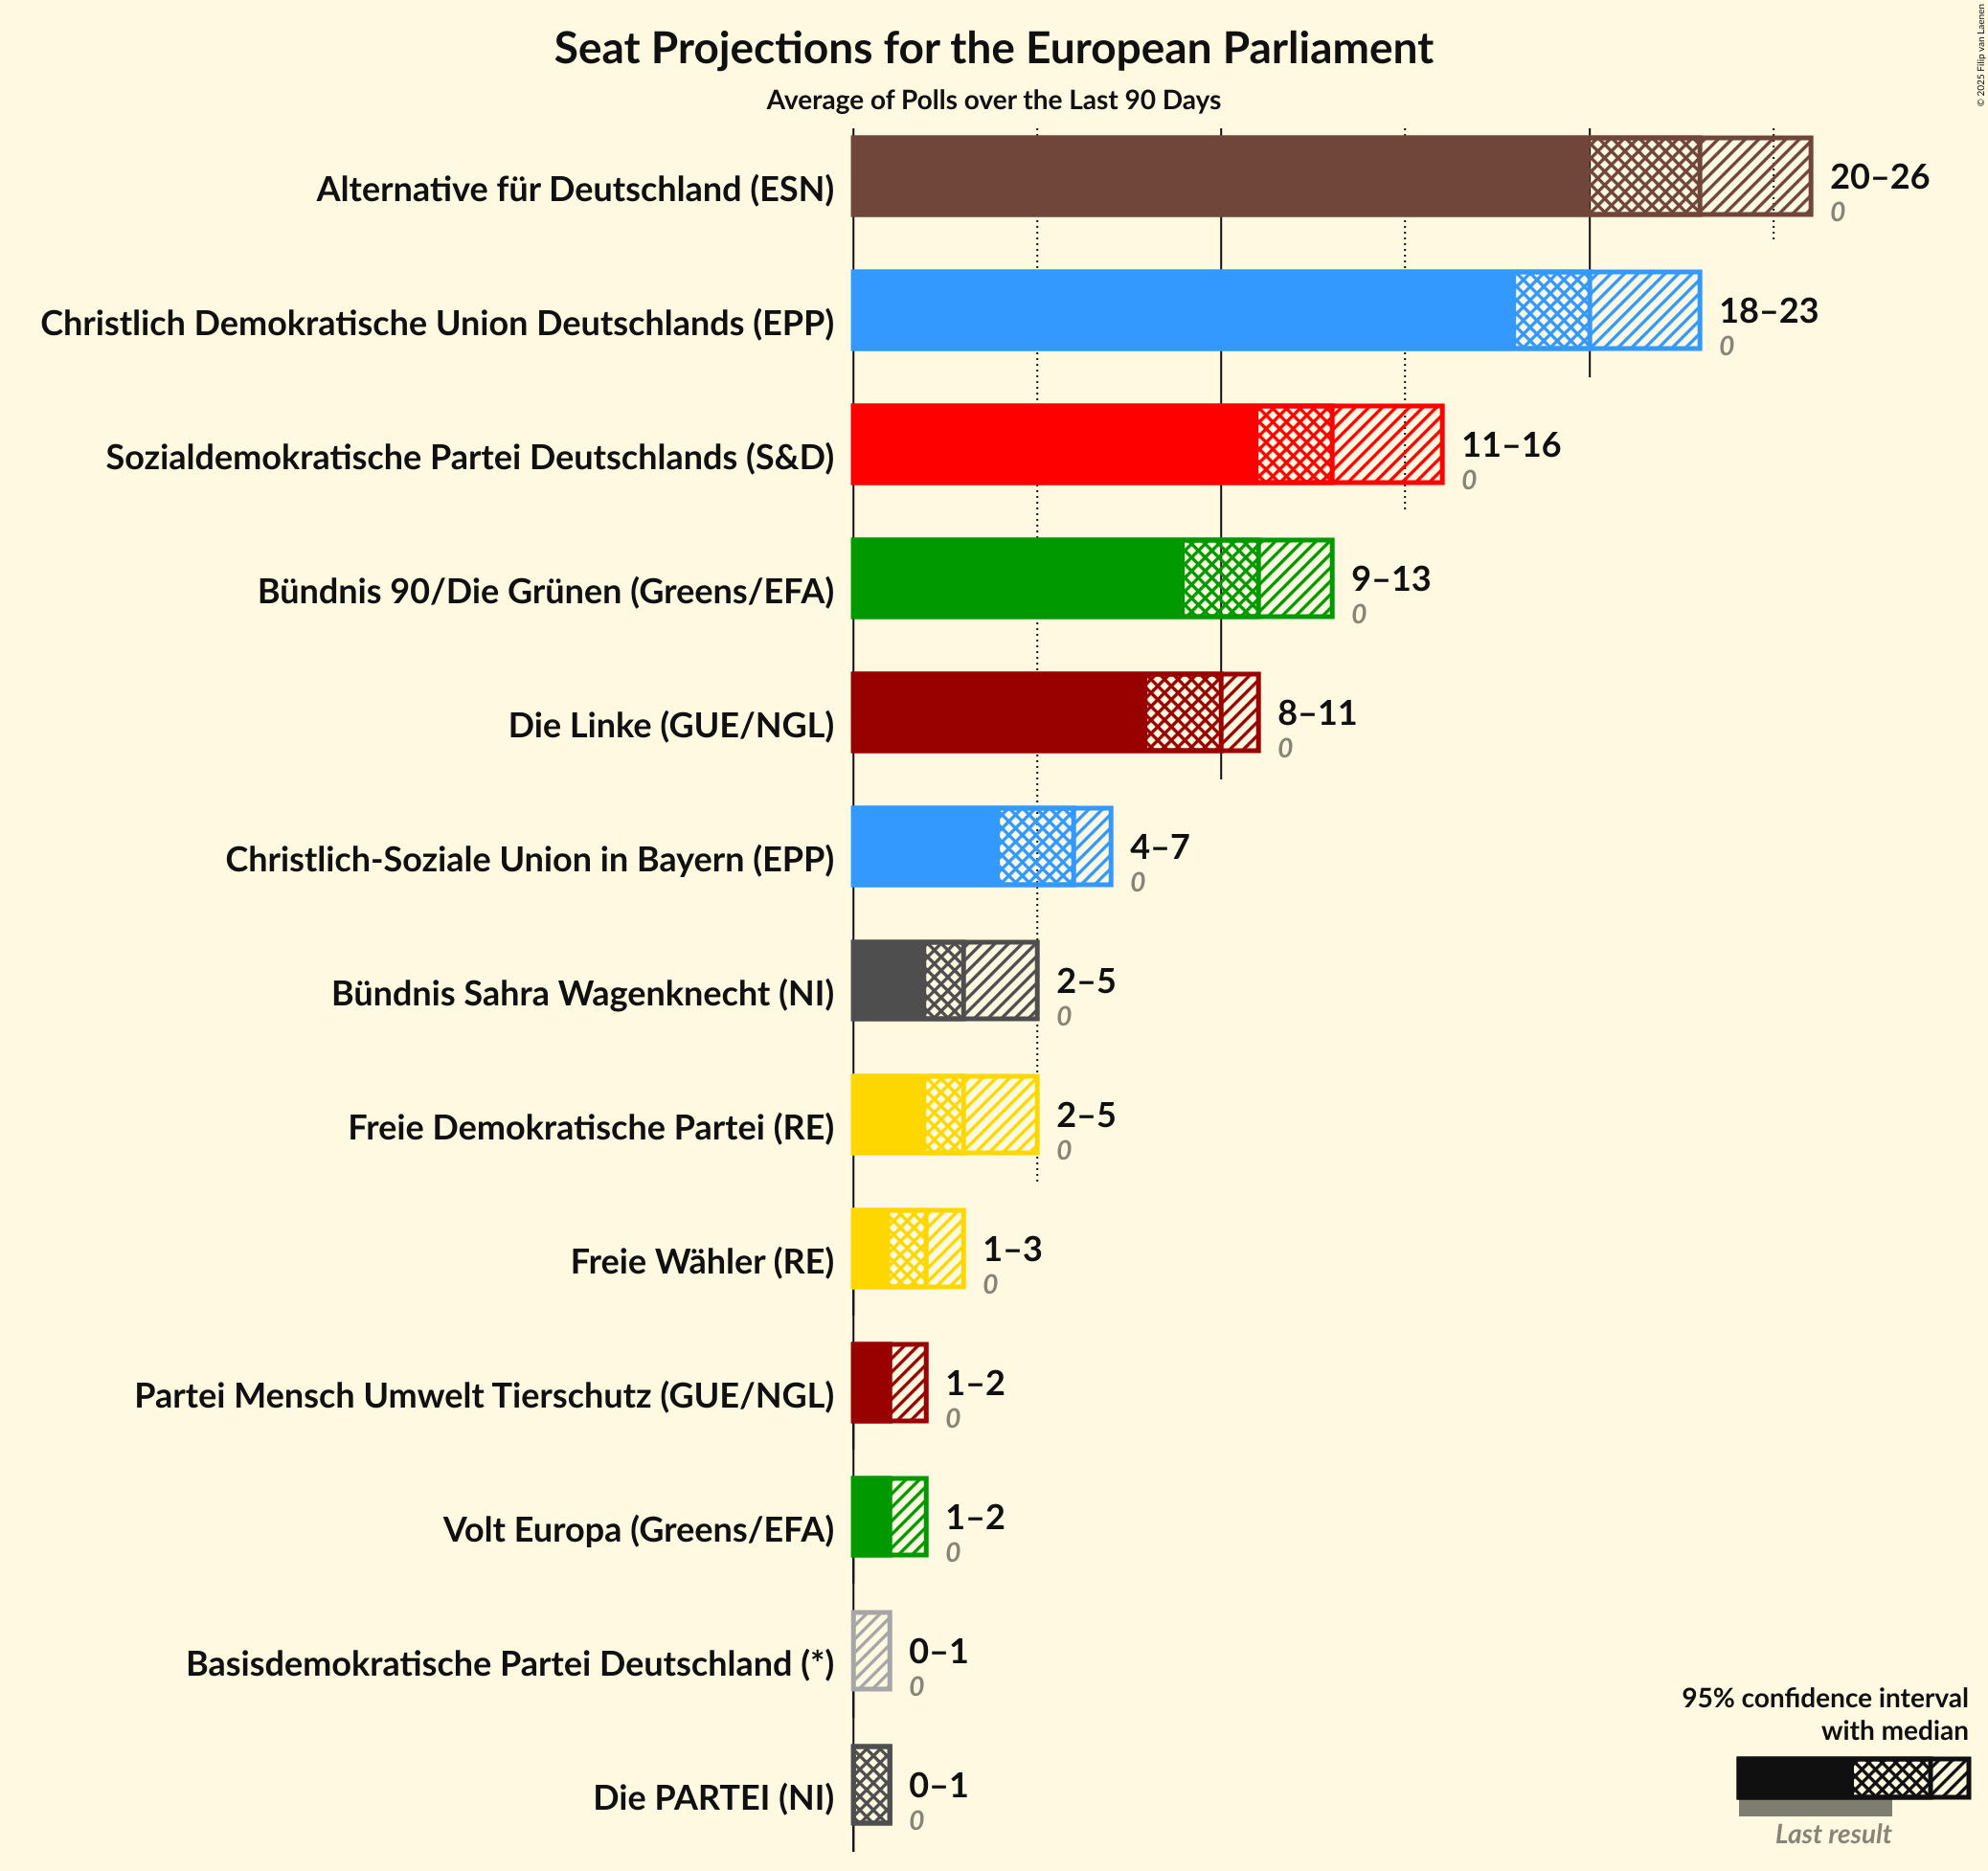 Seat Projections for the European Parliament
Average of Polls over the Last 90 Days
© 2025 Filip van Laenen
Alternative für Deutschland (ESN)
20–26
0
Christlich Demokratische Union Deutschlands (EPP)
18–23
0
Sozialdemokratische Partei Deutschlands (S&D)
11–16
0
Bündnis 90/Die Grünen (Greens/EFA)
9–13
0
Die Linke (GUE/NGL)
8–11
0
Christlich-Soziale Union in Bayern (EPP)
4–7
0
Bündnis Sahra Wagenknecht (NI)
2–5
0
Freie Demokratische Partei (RE)
2–5
0
Freie Wähler (RE)
1–3
0
Partei Mensch Umwelt Tierschutz (GUE/NGL)
1–2
0
Volt Europa (Greens/EFA)
1–2
0
Basisdemokratische Partei Deutschland (*)
0–1
0
Die PARTEI (NI)
0–1
0
95% confidence interval
with median
Last result